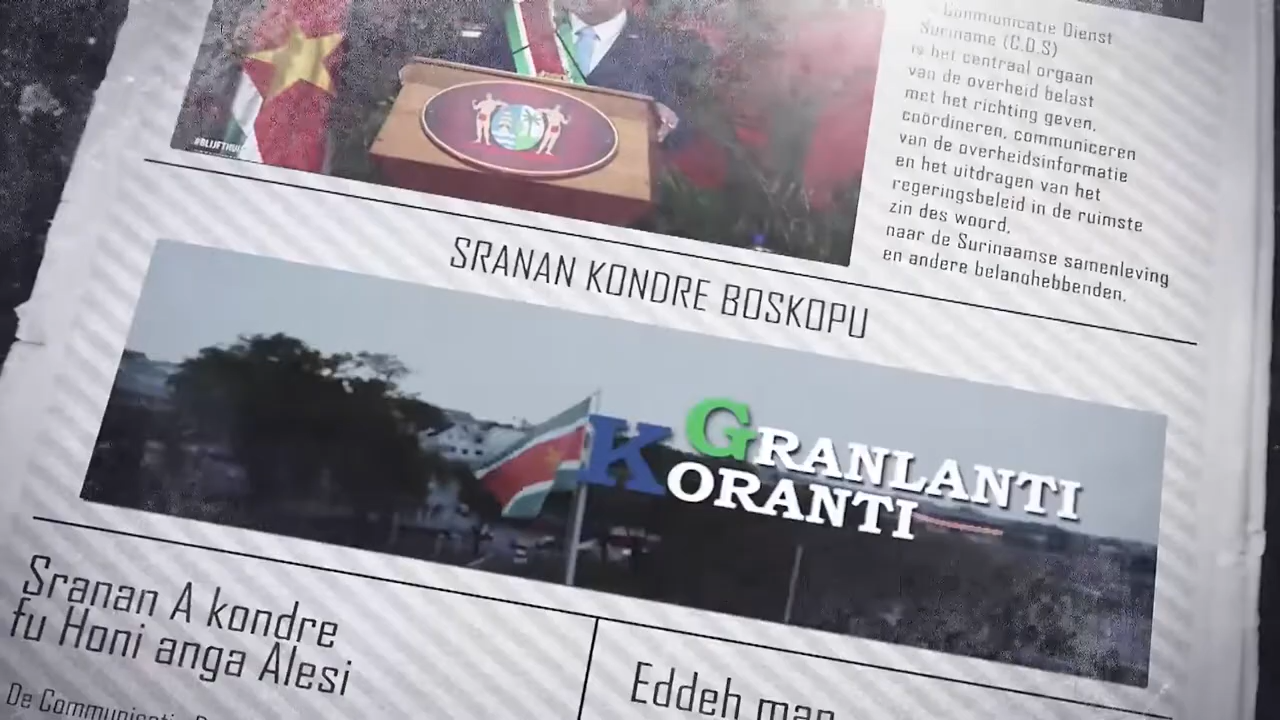 Communicatie Dienst
Suriname (C.D.S)
is het centraal orgaan
van de overheid belast
met het richting geven,
coördineren, communiceren
van de overheidsinformatie
en het uitdragen van het
regeringsbeleid in de ruimste
zin des woord,
naar de Surinaamse samenleving
en andere belanghebbenden.
SRANAN KONDRE BOSKOPU
GRANLANTI
KORANTI
Sranan A kondre
fu Honi anga Alesi
De
Eddeh man